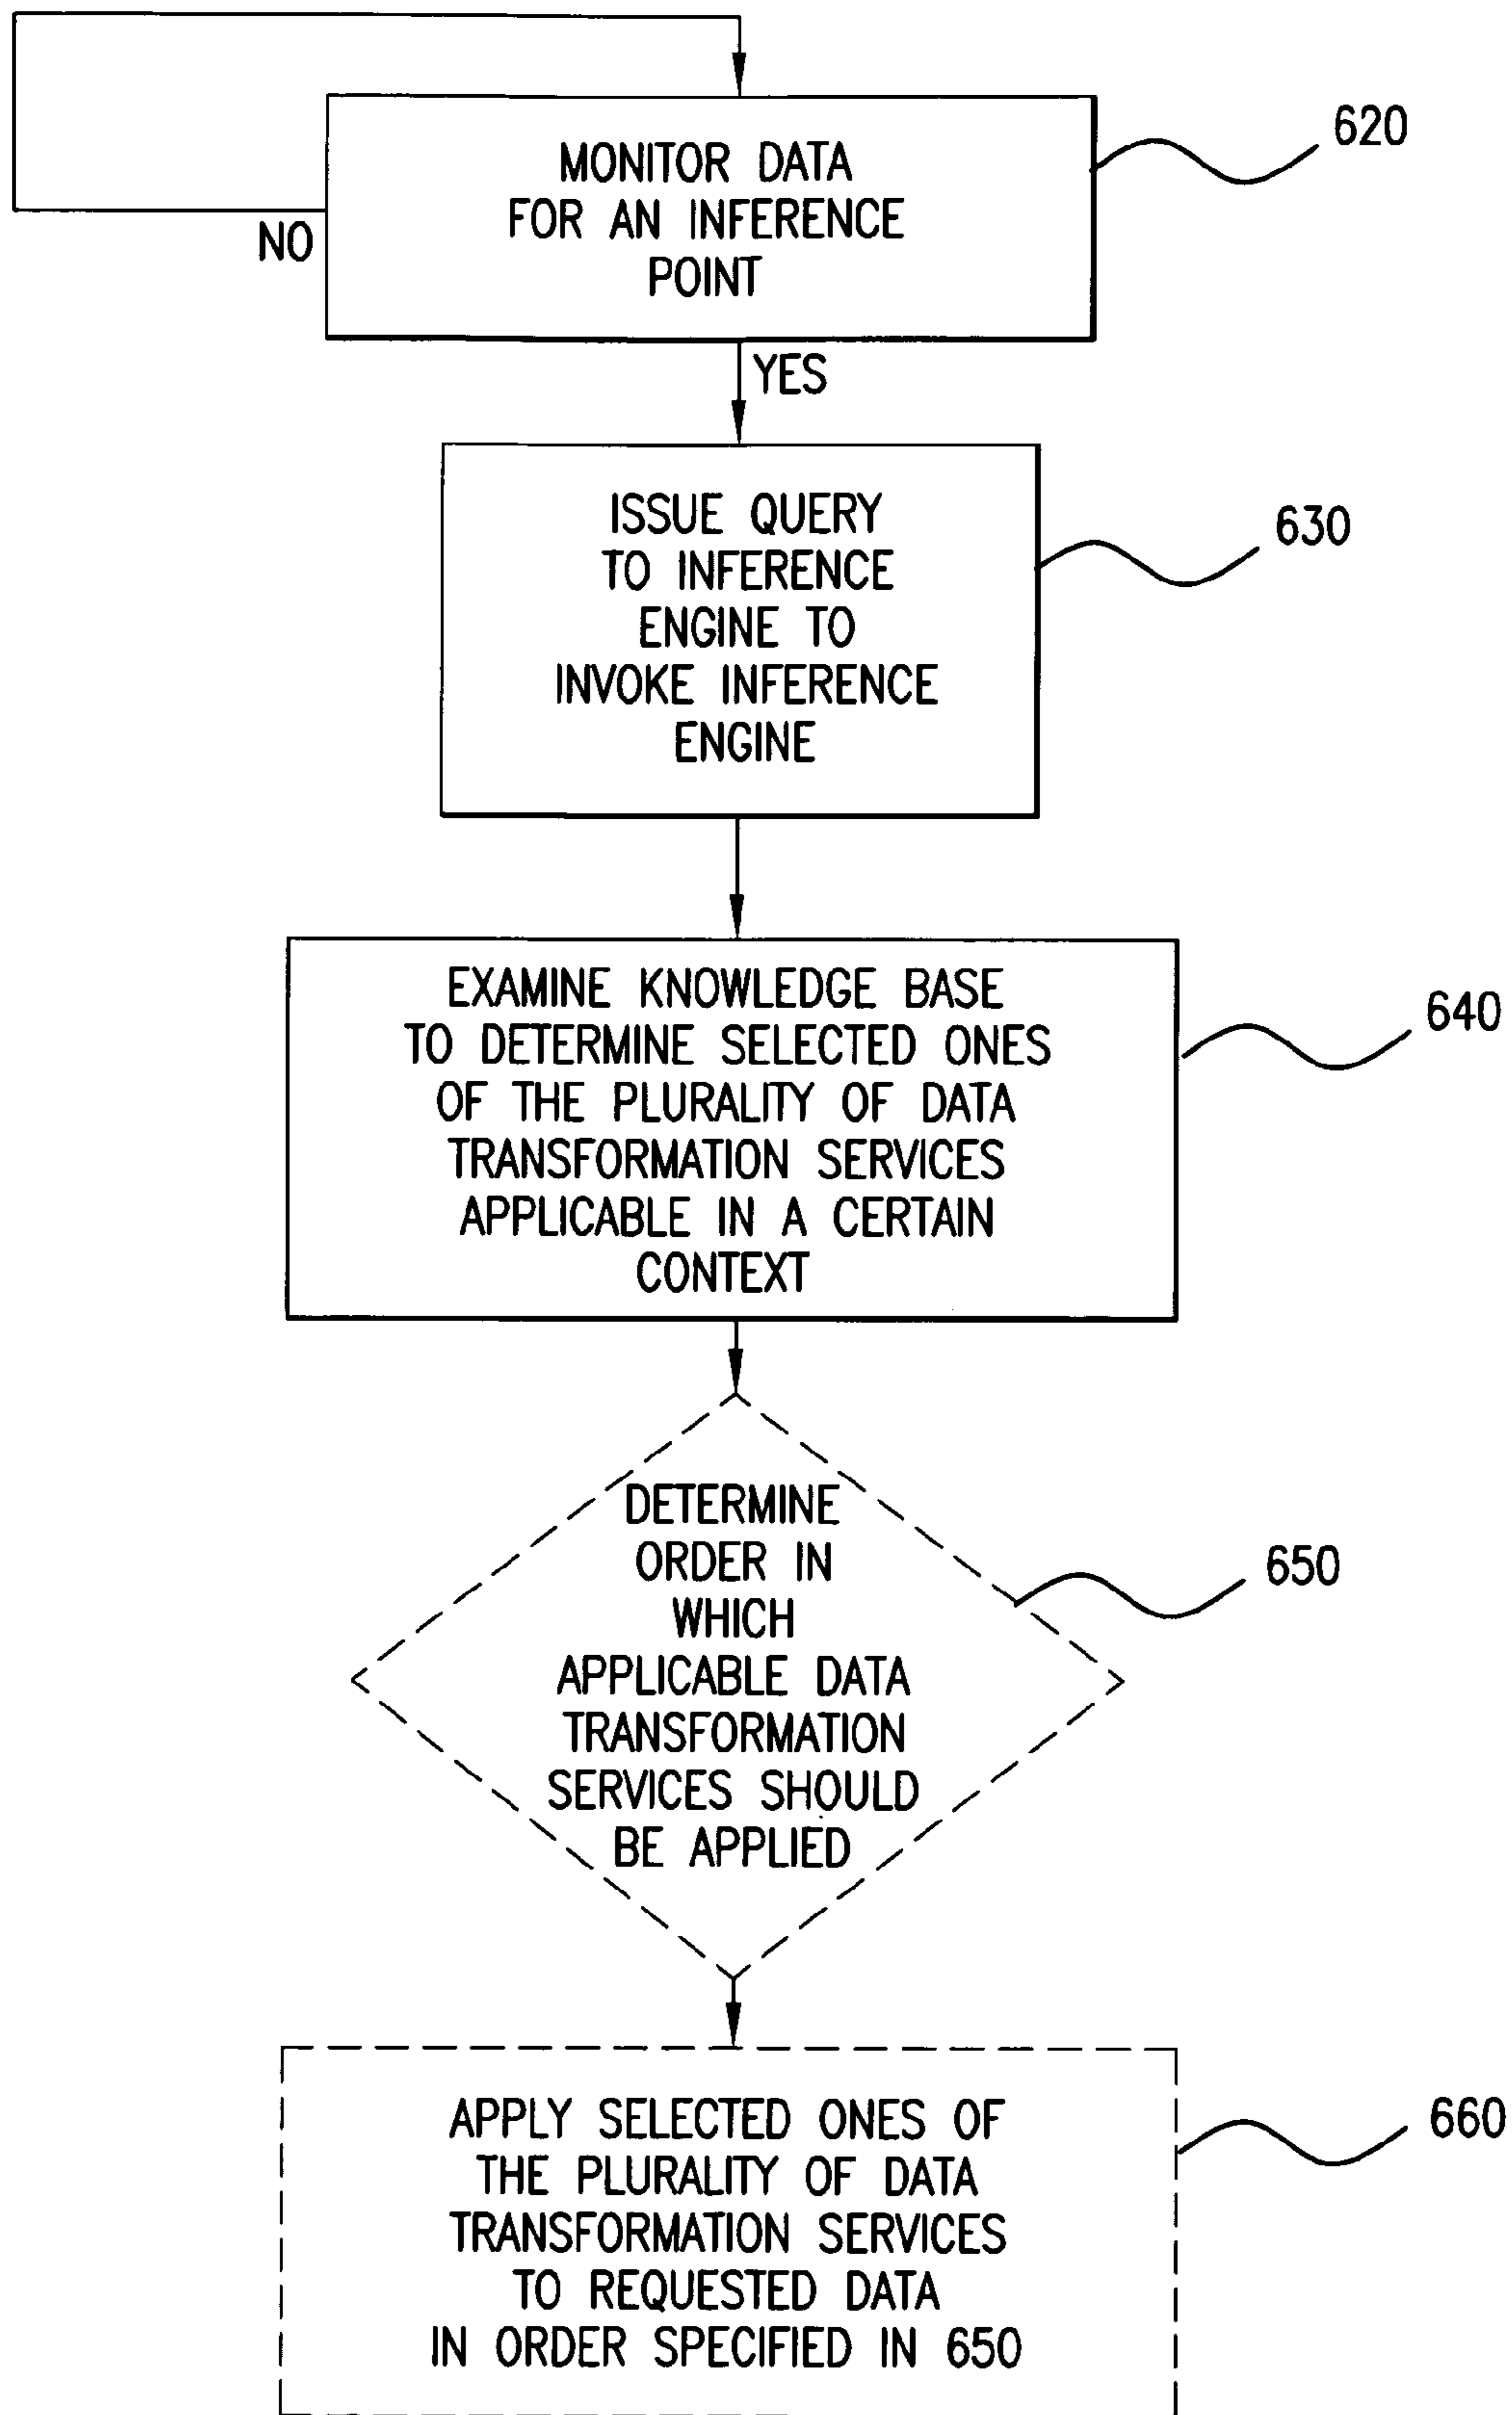 MONITOR DATA
FOR AN INFERENCE
POINT
620
NO
YES
ISSUE QUERY
TO INFERENCE
ENGINE TO
INVOKE INFERENCE
ENGINE
630
EXAMINE KNOWLEDGE BASE
TO DETERMINE SELECTED ONES
OF THE PLURALITY OF DATA
TRANSFORMATION SERVICES
APPLICABLE IN A CERTAIN
CONTEXT
640
DETERMINE
ORDER IN
WHICH
APPLICABLE DATA
TRANSFORMATION
SERVICES SHOULD
BE APPLIED
650
APPLY SELECTED ONES OF
THE PLURALITY OF DATA
TRANSFORMATION SERVICES
TO REQUESTED DATA
IN ORDER SPECIFIED IN 650
660